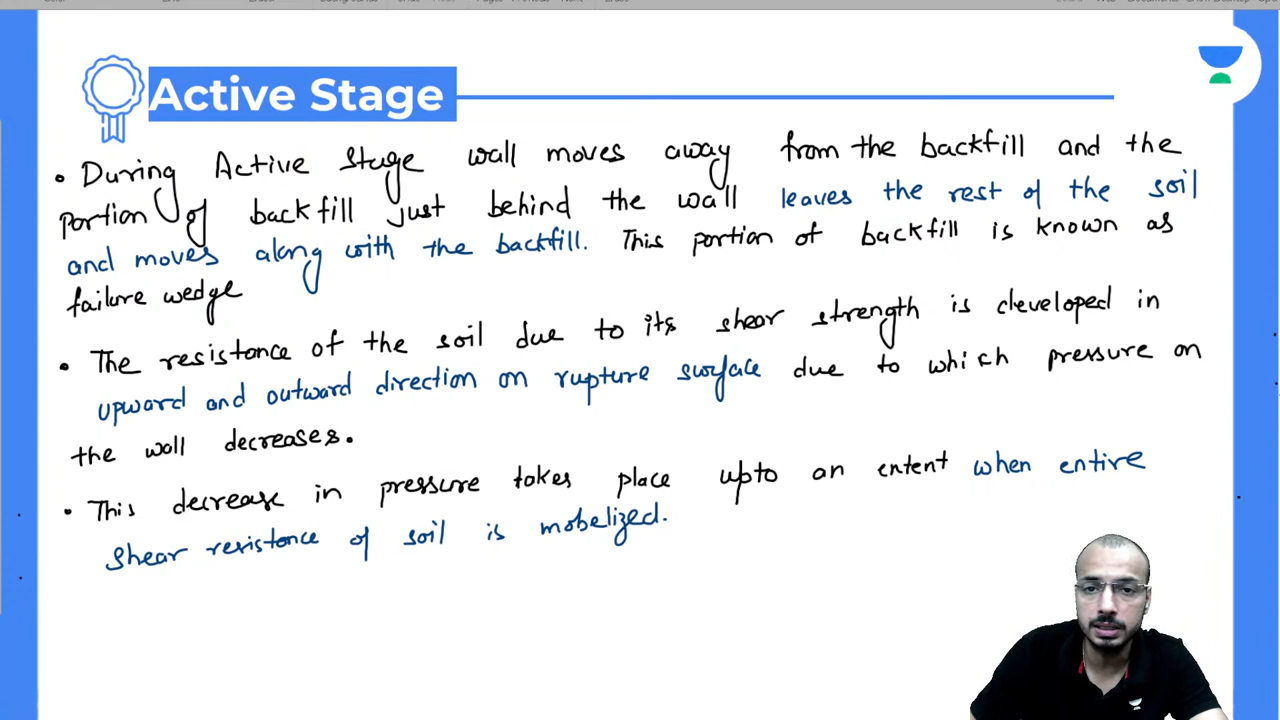 Active Stage
• During Active stage wall moves away from the backfill and the
portion of backfill just behind the wall leaves the rest of the soil
and moves along with the backfill. This portion of backfill is known as
failure wedge
• The resistance of the soil due to its shear strength is developed in
upward and outward direction on rupture surface due to which pressure on
the wall decreases.
• This decrease in pressure takes place upto an extent when entire
shear resistance of soil is mobelized.